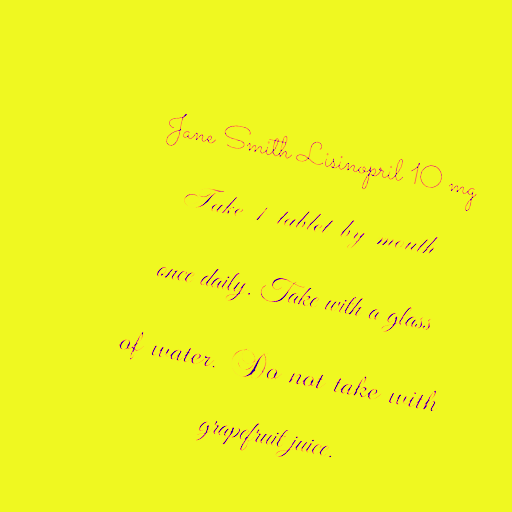 Jane Smith Lisinopril 10 mg
Take 1 tablet by mouth
once daily. Take with a glass
of water. Do not take with
grapefruit juice.